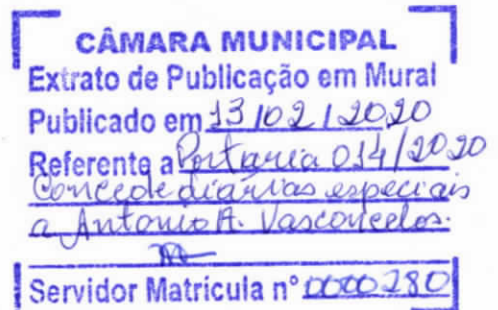 CÂMARA MUNICIPAL
Extrato de Publicação em Mural
Publicado em 13/02/2020
Referente a Portaria 014/2020
Concede diárias especiais
a Antonio A. Vasconcelos.
Servidor Matricula n° 0000280